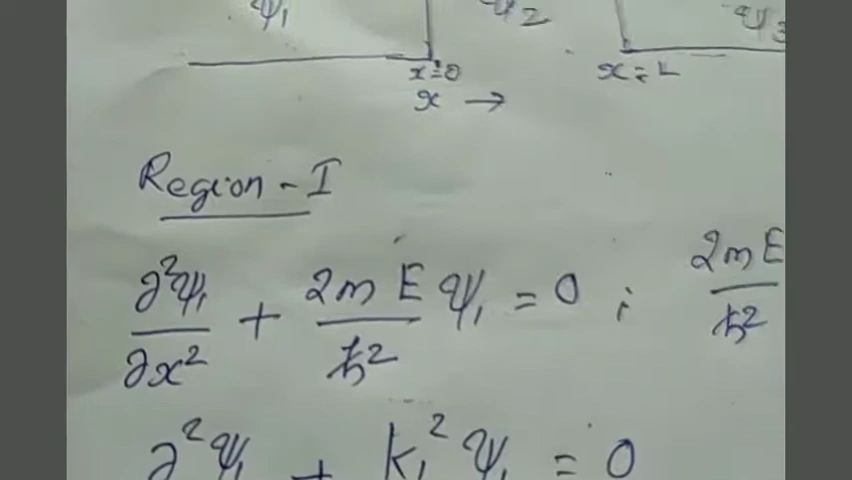 ψ₁ ψ₂ ψ₃
x=0 x=L
x →
Region - I
∂²ψ₁/∂x² + 2mE/ħ² ψ₁ = 0 ; 2mE/ħ²
∂²ψ₁ + k₁² ψ₁ = 0